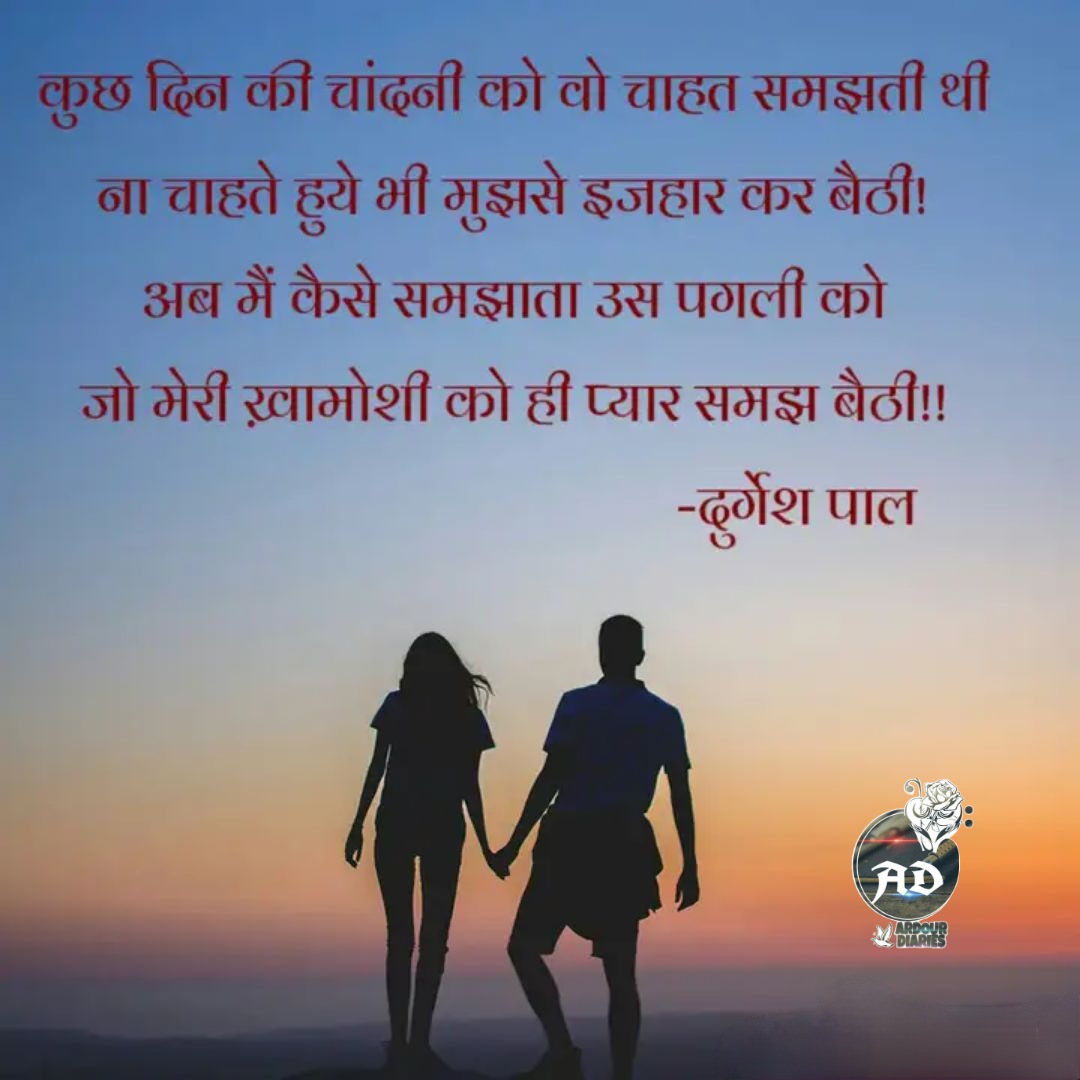 कुछ दिन की चांदनी को वो चाहत समझती थी
ना चाहते हुये भी मुझसे इजहार कर बैठी!
अब मैं कैसे समझाता उस पगली को
जो मेरी ख़ामोशी को ही प्यार समझ बैठी!!
-दुर्गेश पाल
AD
ARDOUR
DIARIES